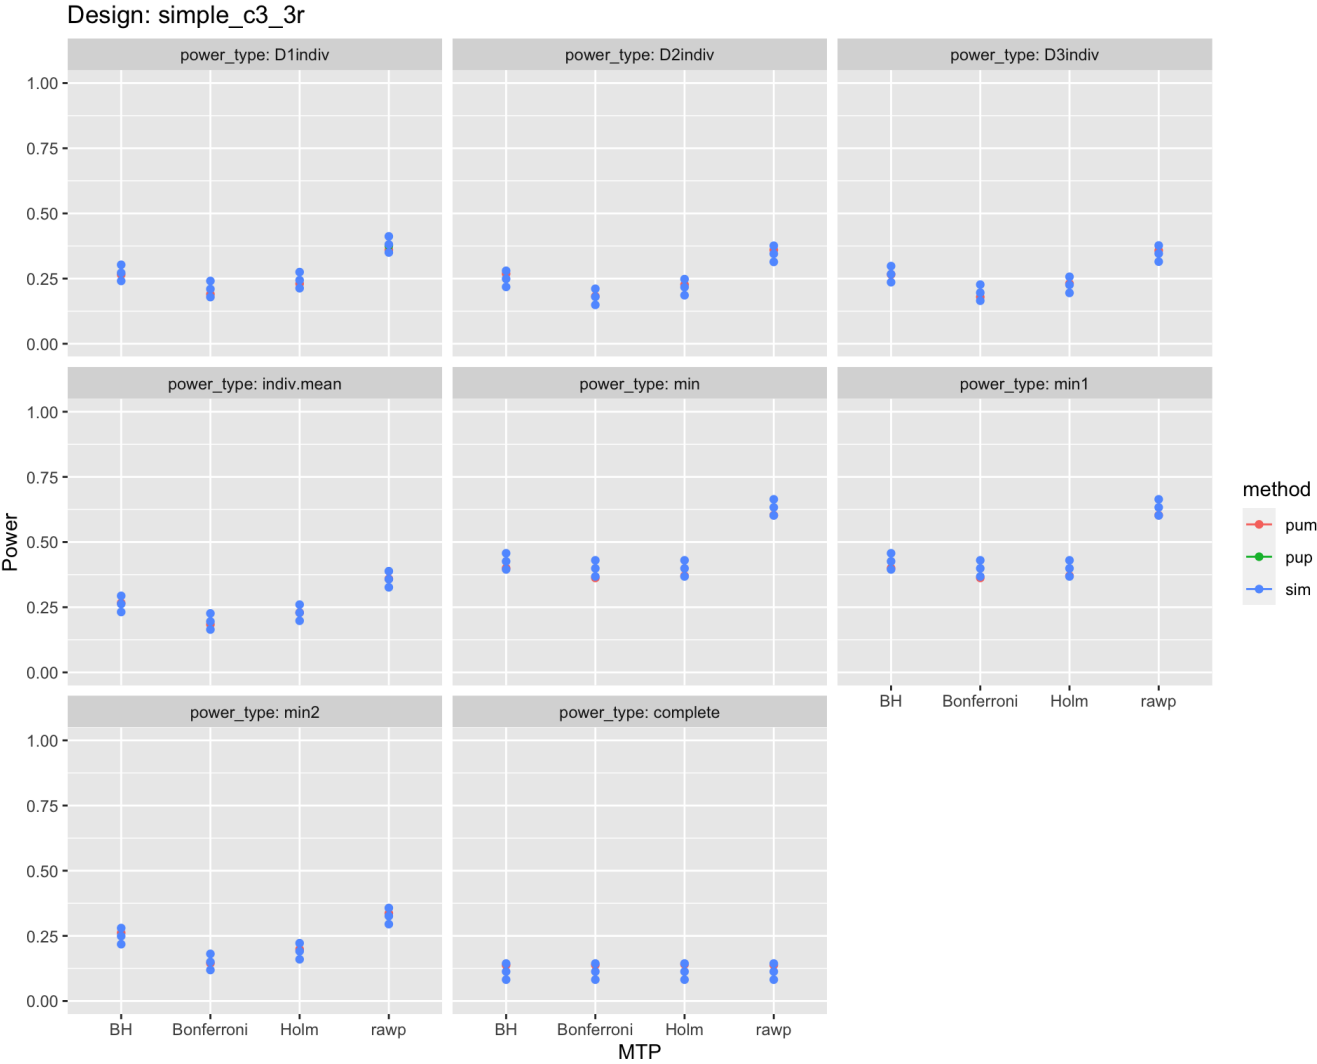 Design: simple_c3_3r
power_type: D1indiv
power_type: D2indiv
power_type: D3indiv
1.00
0.75
0.50
0.25
0.00
power_type: indiv.mean
power_type: min
power_type: min1
1.00
0.75
0.50
0.25
0.00
BH Bonferroni Holm rawp
power_type: min2
power_type: complete
1.00
0.75
0.50
0.25
0.00
BH Bonferroni Holm rawp
BH Bonferroni Holm rawp
MTP
Power
method
pum
pup
sim